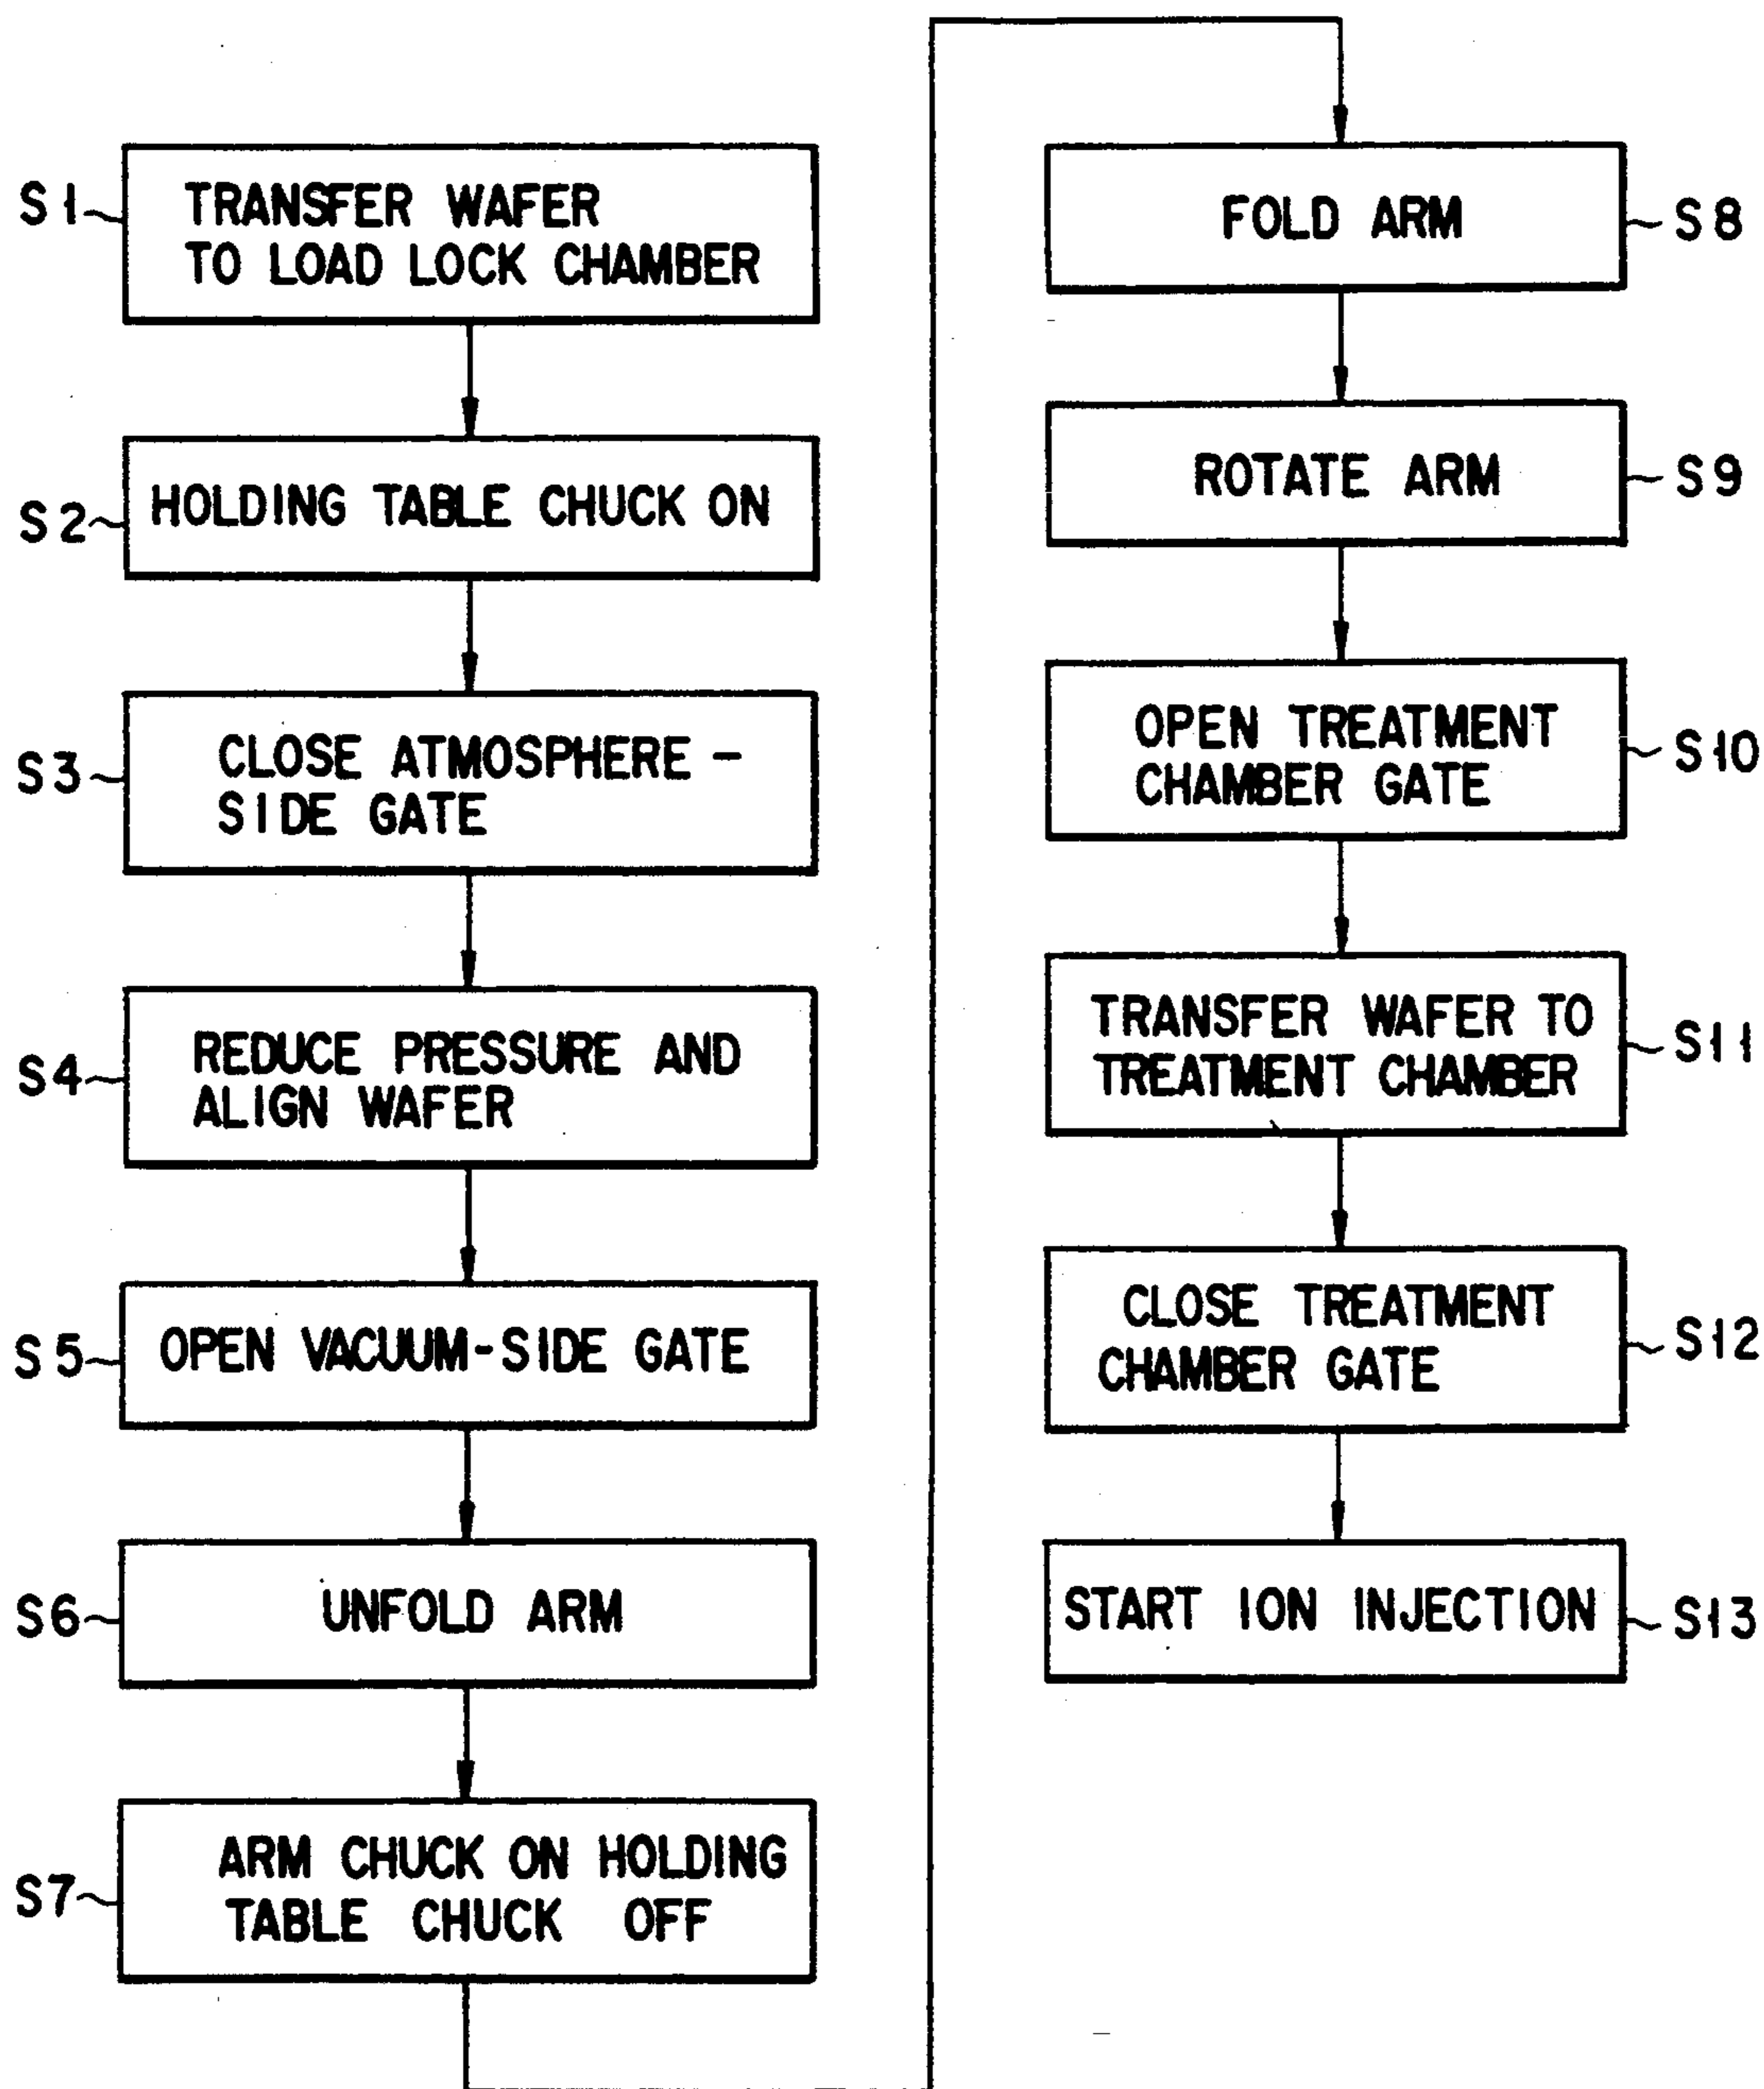 S1
TRANSFER WAFER
TO LOAD LOCK CHAMBER
S2
HOLDING TABLE CHUCK ON
S3
CLOSE ATMOSPHERE-
SIDE GATE
S4
REDUCE PRESSURE AND
ALIGN WAFER
S5
OPEN VACUUM-SIDE GATE
S6
UNFOLD ARM
S7
ARM CHUCK ON HOLDING
TABLE CHUCK OFF
FOLD ARM
S8
ROTATE ARM
S9
OPEN TREATMENT
CHAMBER GATE
S10
TRANSFER WAFER TO
TREATMENT CHAMBER
S11
CLOSE TREATMENT
CHAMBER GATE
S12
START ION INJECTION
S13